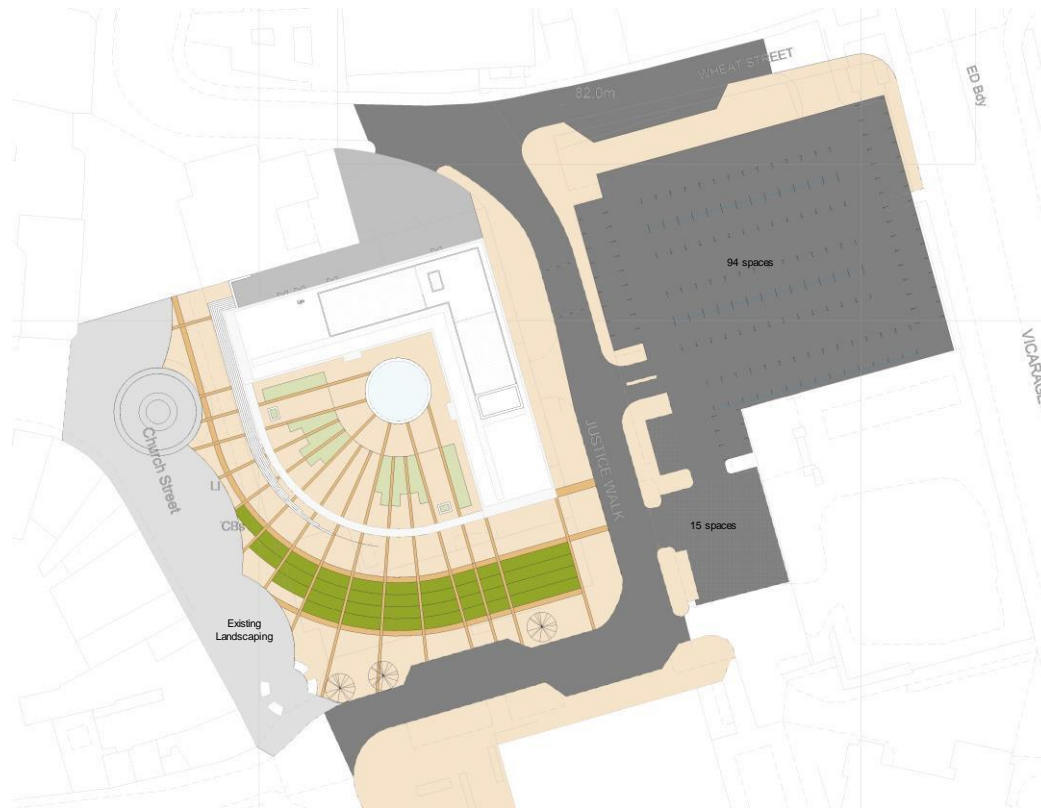 WHEAT STREET
82.0m
ED Bdy
94 spaces
VICARAGE
Church Street
JUSTICE WALK
LI
CBs
15 spaces
Existing
Landscaping